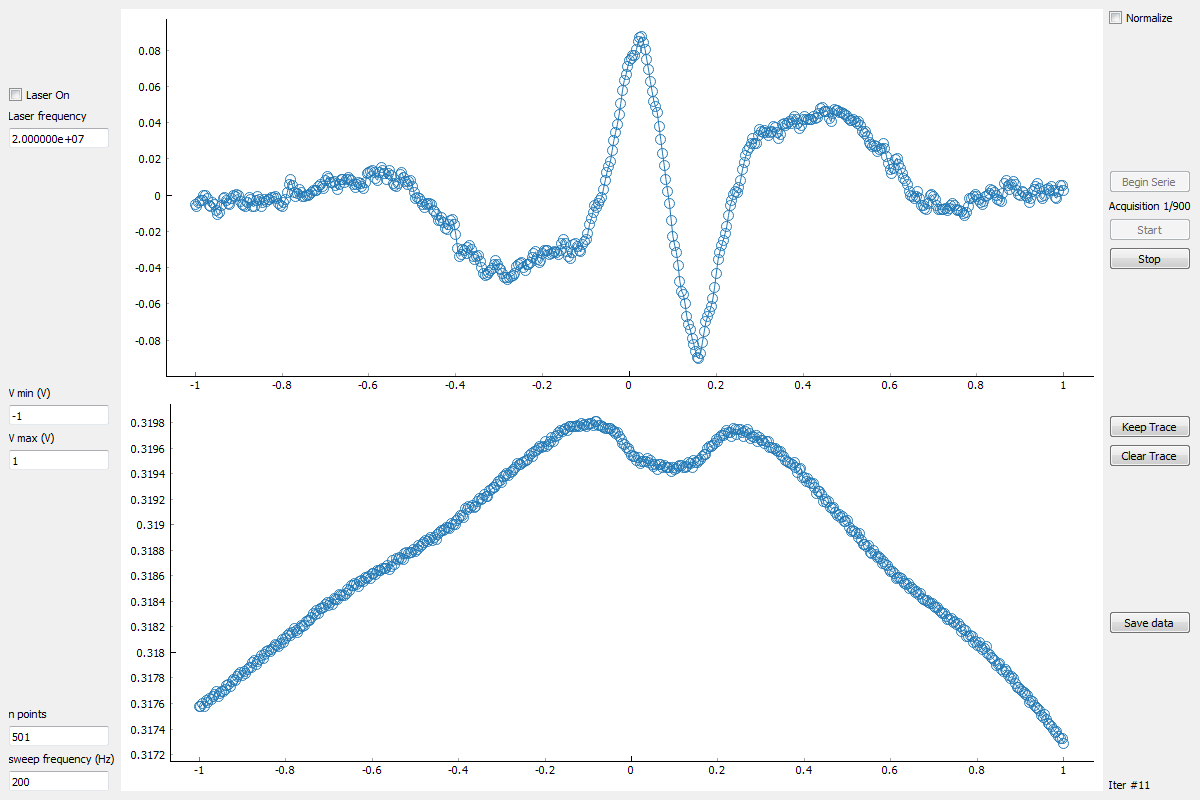 Normalize
Laser On
Laser frequency
2.000000e+07
Begin Serie
Acquisition 1/900
Start
Stop
0.08
0.06
0.04
0.02
0
-0.02
-0.04
-0.06
-0.08
-1 -0.8 -0.6 -0.4 -0.2 0 0.2 0.4 0.6 0.8 1
V min (V)
-1
V max (V)
1
Keep Trace
Clear Trace
0.3198
0.3196
0.3194
0.3192
0.319
0.3188
0.3186
0.3184
0.3182
0.318
0.3178
0.3176
0.3174
0.3172
-1 -0.8 -0.6 -0.4 -0.2 0 0.2 0.4 0.6 0.8 1
Save data
n points
501
sweep frequency (Hz)
200
Iter #11